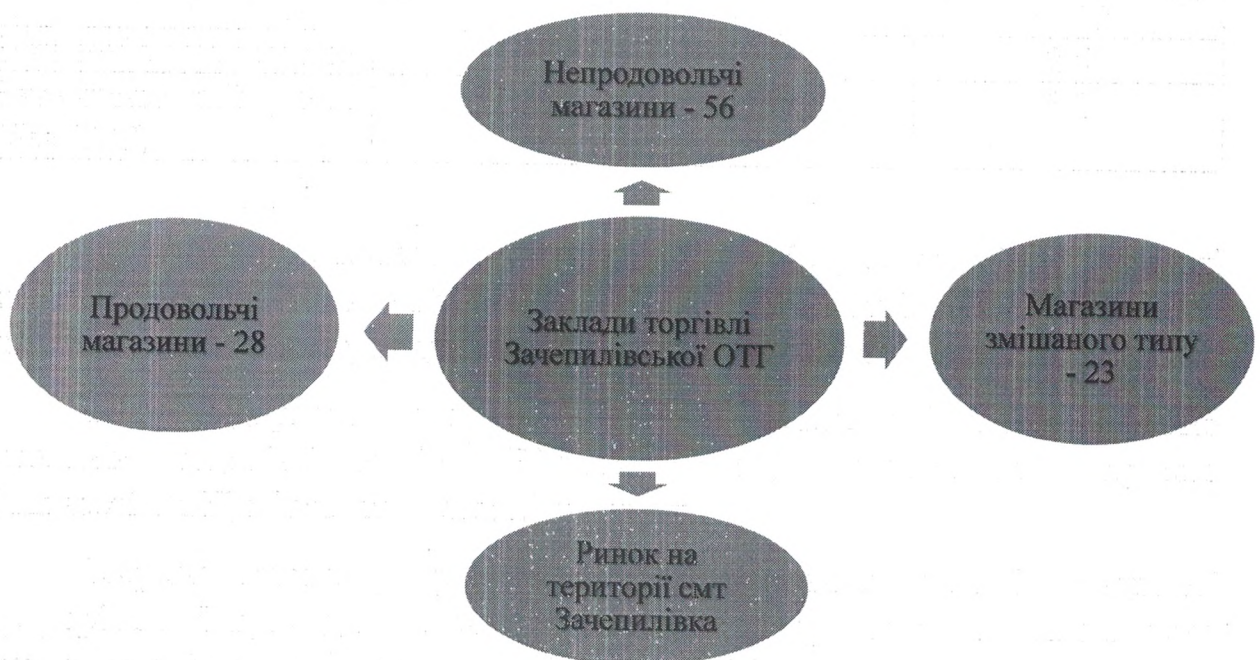 Непродовольчі
магазини - 56
Продовольчі
магазини - 28
Заклади торгівлі
Зачепилівської ОТГ
Магазини
змішаного типу
- 23
Ринок на
території смт
Зачепилівка